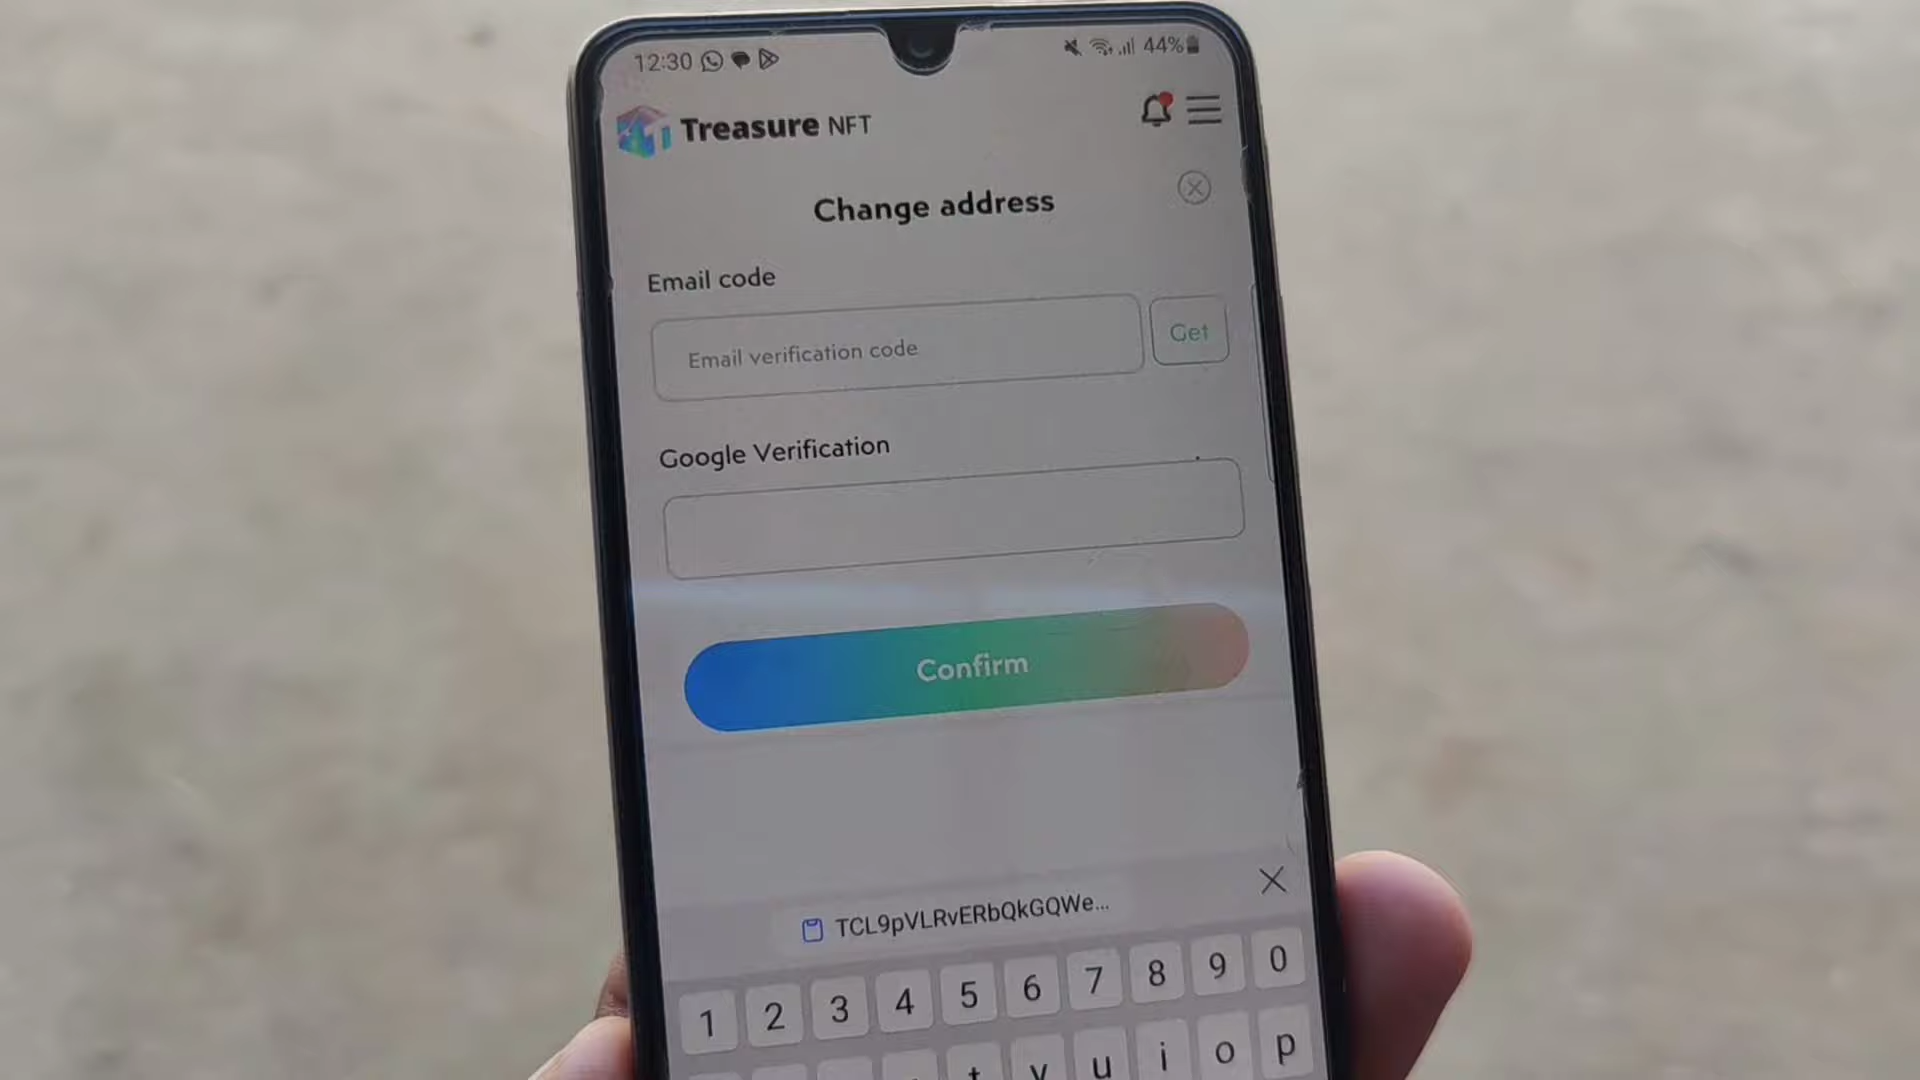 12:30 44%
Treasure NFT
Change address
Email code
Email verification code Get
Google Verification
Confirm
TCL9pVLRvERbQkGQWe...
1 2 3 4 5 6 7 8 9 0
t y u i o p